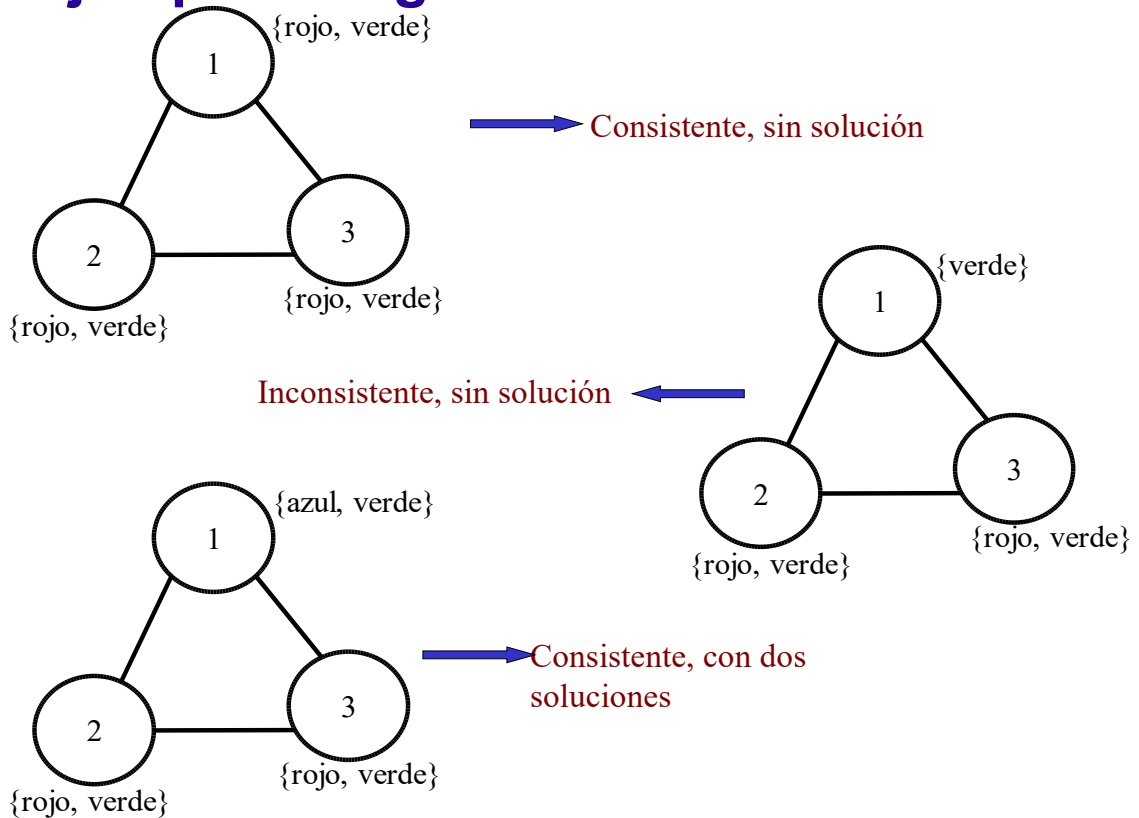 {rojo, verde}
1
Consistente, sin solución
2
3
{rojo, verde}
{rojo, verde}
{verde}
1
Inconsistente, sin solución
2
3
{rojo, verde}
{rojo, verde}
{azul, verde}
1
Consistente, con dos
soluciones
2
3
{rojo, verde}
{rojo, verde}